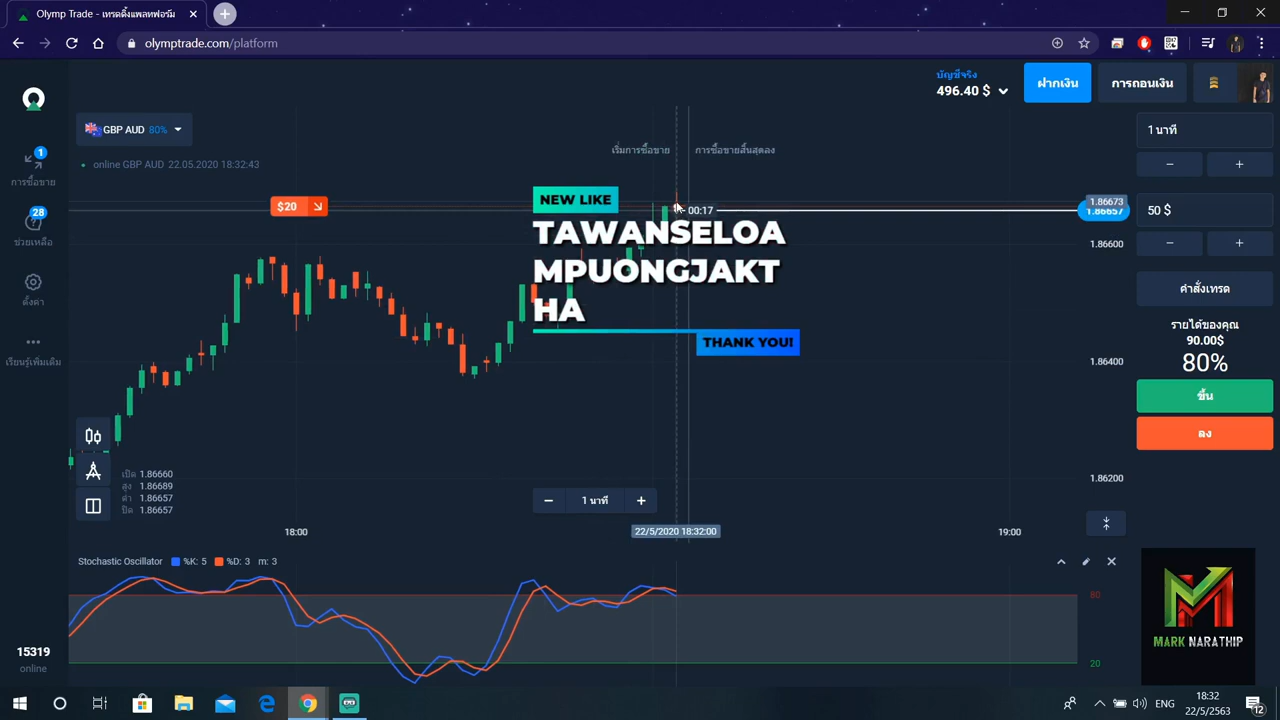 Olymp Trade - เทรดดิ้งแพลทฟอร์ม
olymptrade.com/platform
บัญชีจริง
496.40 $
ฝากเงิน
การถอนเงิน
GBP AUD 80%
online GBP AUD 22.05.2020 18:32:43
1
การซื้อขาย
28
ช่วยเหลือ
ตั้งค่า
เรียนรู้เพิ่มเติม
15319
online
เริ่มการซื้อขาย
การซื้อขายสิ้นสุดลง
$20
00:17
NEW LIKE
TAWANSELOA
MPUONGJAKT
HA
THANK YOU!
1.86673
1.86657
1.86600
1.86400
1.86200
1 นาที
50 $
คำสั่งเทรด
รายได้ของคุณ
90.00$
80%
ขึ้น
ลง
เปิด 1.86660
สูง 1.86689
ต่ำ 1.86657
ปิด 1.86657
1 นาที
18:00
22/5/2020 18:32:00
19:00
Stochastic Oscillator %K: 5 %D: 3 m: 3
80
20
MARK NARATHIP
ENG
18:32
22/5/2563
12